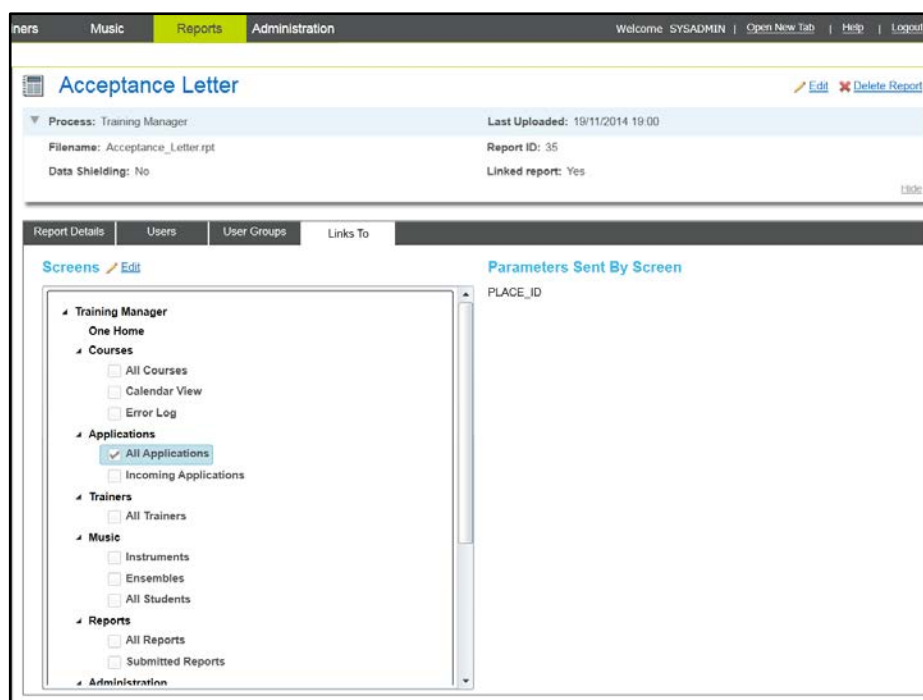 ners Music Reports Administration Welcome SYSADMIN | Open New Tab | Help | Logout
Acceptance Letter Edit Delete Report
Process: Training Manager Last Uploaded: 19/11/2014 19:00
Filename: Acceptance_Letter.rpt Report ID: 35
Data Shielding: No Linked report: Yes
Hide
Report Details Users User Groups Links To
Screens Edit Parameters Sent By Screen
PLACE_ID
Training Manager
One Home
Courses
All Courses
Calendar View
Error Log
Applications
All Applications
Incoming Applications
Trainers
All Trainers
Music
Instruments
Ensembles
All Students
Reports
All Reports
Submitted Reports
Administration